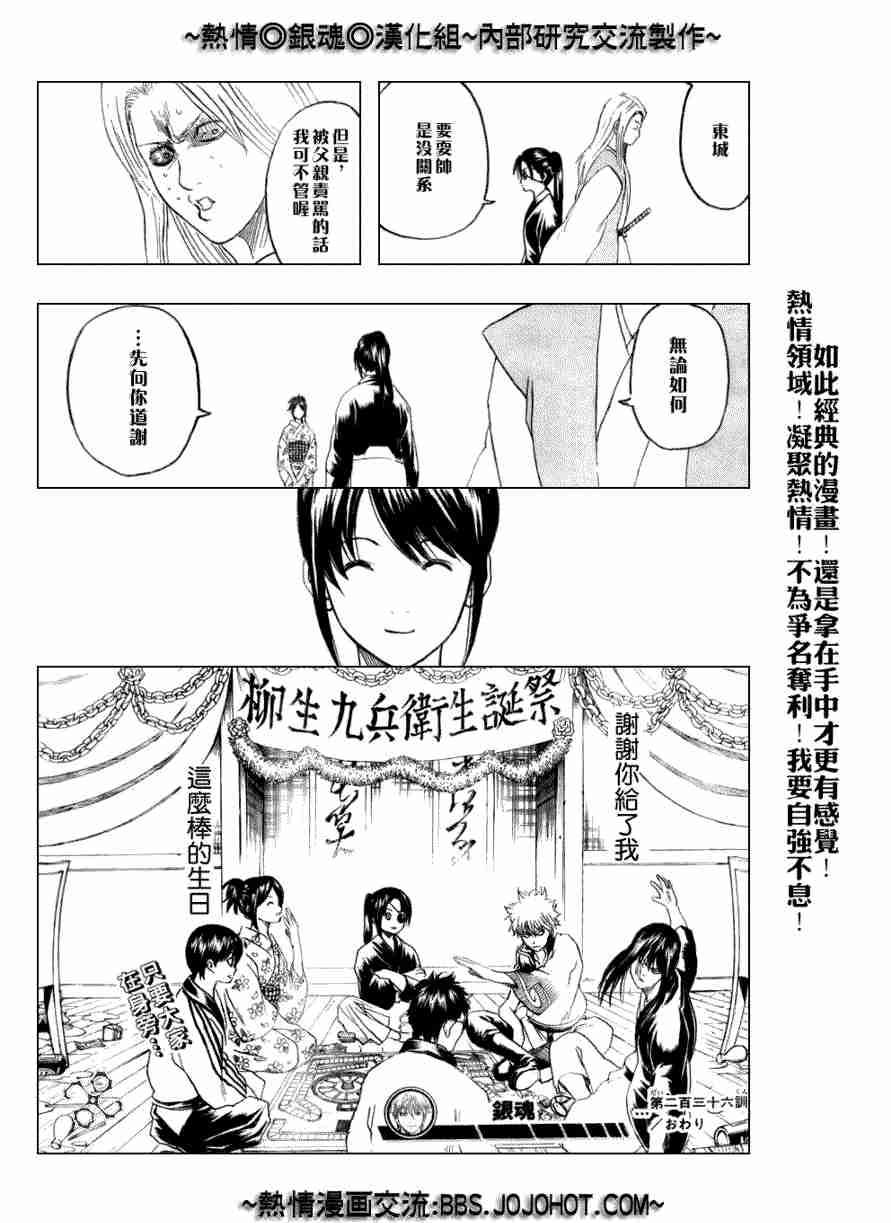 ~熱情◎銀魂◎漢化組~內部研究交流製作~
東城
要耍帥
是没關系
但是，
被父親責罵的話
我可不管喔
無論如何
…先向你道謝
如此經典的漫畫！還是拿在手中才更有感覺！
熱情領域！凝聚熱情！不為爭名奪利！我要自強不息！
柳生九兵衛生誕祭
謝謝你給了我
這麼棒的生日
只要大家
在身旁…
銀魂
第二百三十六訓
…／おわり
~熱情漫画交流:BBS.JOJOHOT.COM~